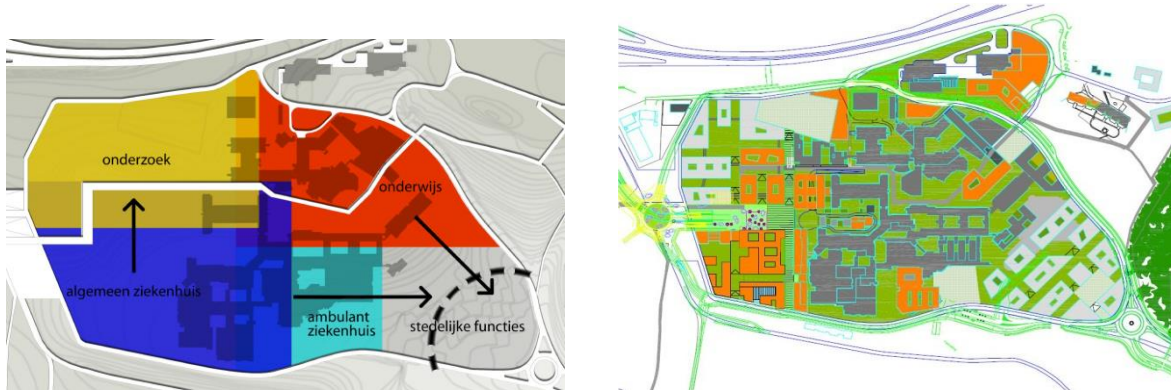 onderzoek
onderwijs
algemeen ziekenhuis
ambulant
ziekenhuis
stedelijke functies